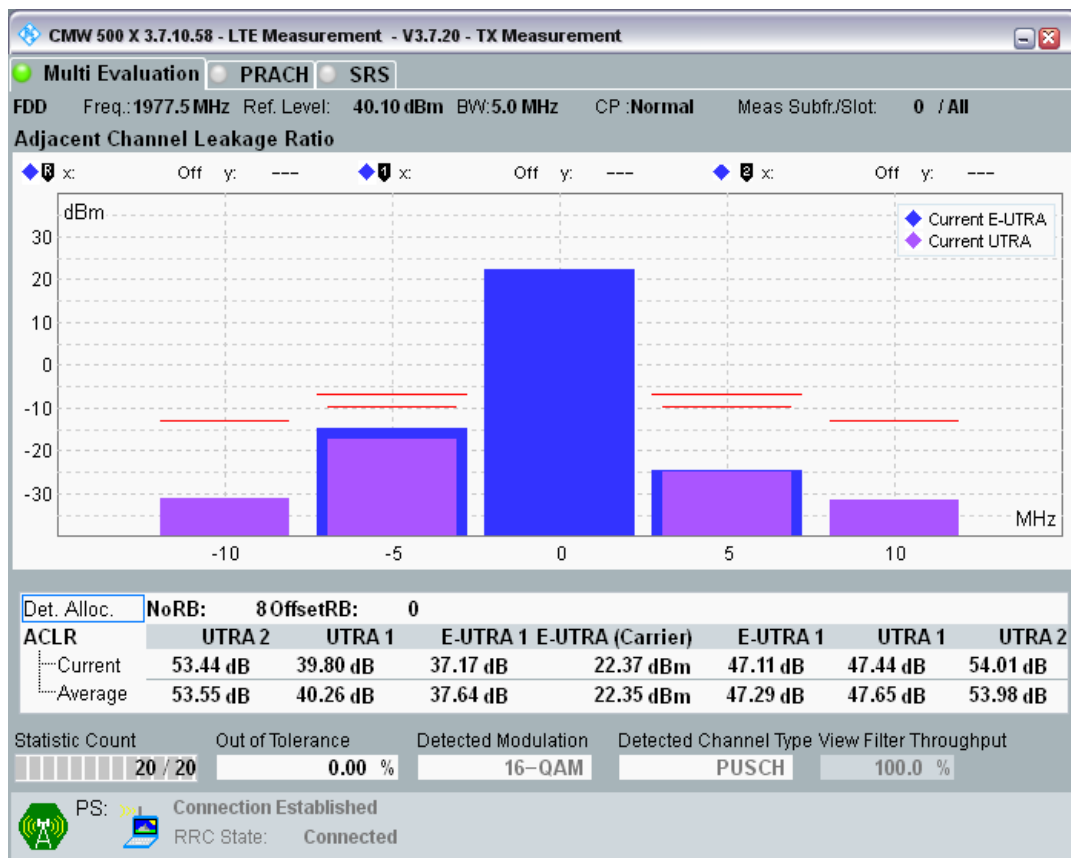 CMW 500 X 3.7.10.58 - LTE Measurement - V3.7.20 - TX Measurement
Multi Evaluation PRACH SRS
FDD Freq.:1977.5 MHz Ref. Level: 40.10 dBm BW:5.0 MHz CP :Normal Meas Subfr./Slot: 0 / All
Adjacent Channel Leakage Ratio
R x: Off y: --- 1 x: Off y: --- 2 x: Off y: ---
dBm
Current E-UTRA
Current UTRA
30
20
10
0
-10
-20
-30
MHz
-10 -5 0 5 10
Det. Alloc. NoRB: 8 OffsetRB: 0
ACLR UTRA 2 UTRA 1 E-UTRA 1 E-UTRA (Carrier) E-UTRA 1 UTRA 1 UTRA 2
Current 53.44 dB 39.80 dB 37.17 dB 22.37 dBm 47.11 dB 47.44 dB 54.01 dB
Average 53.55 dB 40.26 dB 37.64 dB 22.35 dBm 47.29 dB 47.65 dB 53.98 dB
Statistic Count Out of Tolerance Detected Modulation Detected Channel Type View Filter Throughput
20 / 20 0.00 % 16-QAM PUSCH 100.0 %
PS: Connection Established
RRC State: Connected